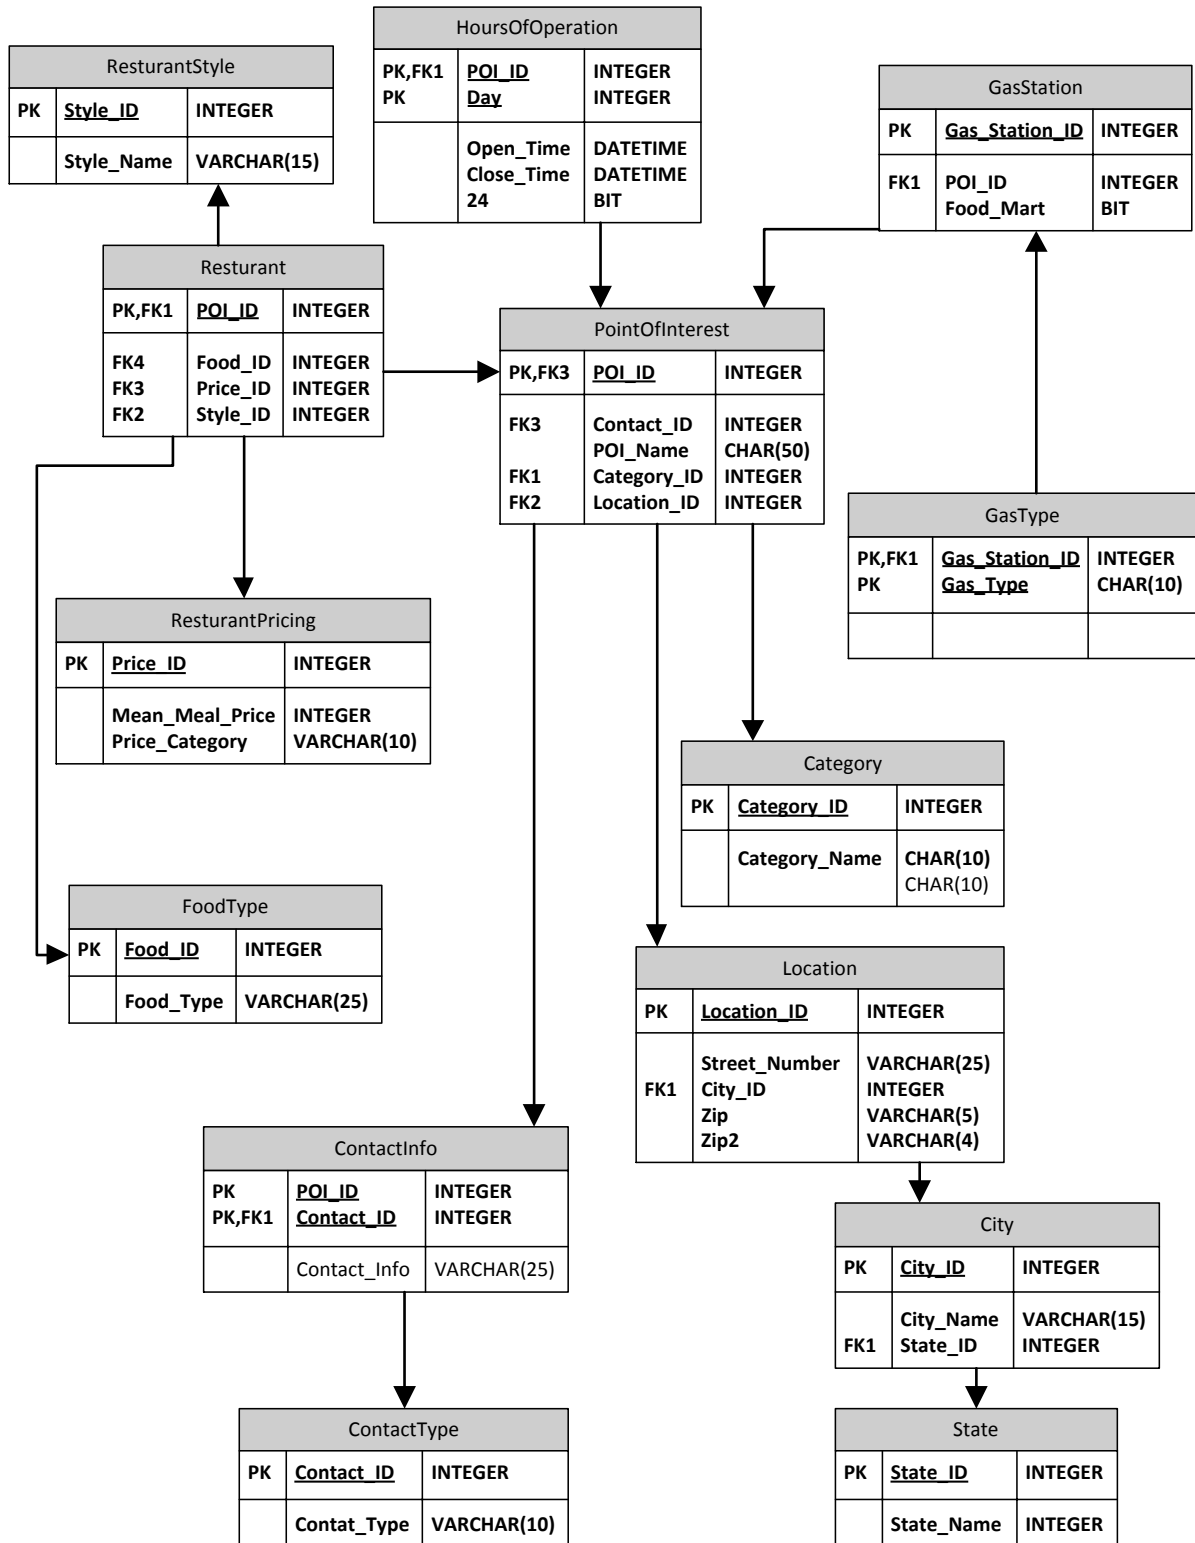 HoursOfOperation
PK,FK1 POI_ID INTEGER
PK Day INTEGER
Open_Time DATETIME
Close_Time DATETIME
24 BIT
ResturantStyle
PK Style_ID INTEGER
Style_Name VARCHAR(15)
GasStation
PK Gas_Station_ID INTEGER
FK1 POI_ID INTEGER
Food_Mart BIT
Resturant
PK,FK1 POI_ID INTEGER
FK4 Food_ID INTEGER
FK3 Price_ID INTEGER
FK2 Style_ID INTEGER
PointOfInterest
PK,FK3 POI_ID INTEGER
FK3 Contact_ID INTEGER
POI_Name CHAR(50)
FK1 Category_ID INTEGER
FK2 Location_ID INTEGER
GasType
PK,FK1 Gas_Station_ID INTEGER
PK Gas_Type CHAR(10)
ResturantPricing
PK Price_ID INTEGER
Mean_Meal_Price INTEGER
Price_Category VARCHAR(10)
Category
PK Category_ID INTEGER
Category_Name CHAR(10)
CHAR(10)
FoodType
PK Food_ID INTEGER
Food_Type VARCHAR(25)
Location
PK Location_ID INTEGER
Street_Number VARCHAR(25)
FK1 City_ID INTEGER
Zip VARCHAR(5)
Zip2 VARCHAR(4)
ContactInfo
PK POI_ID INTEGER
PK,FK1 Contact_ID INTEGER
Contact_Info VARCHAR(25)
City
PK City_ID INTEGER
City_Name VARCHAR(15)
FK1 State_ID INTEGER
ContactType
PK Contact_ID INTEGER
Contat_Type VARCHAR(10)
State
PK State_ID INTEGER
State_Name INTEGER